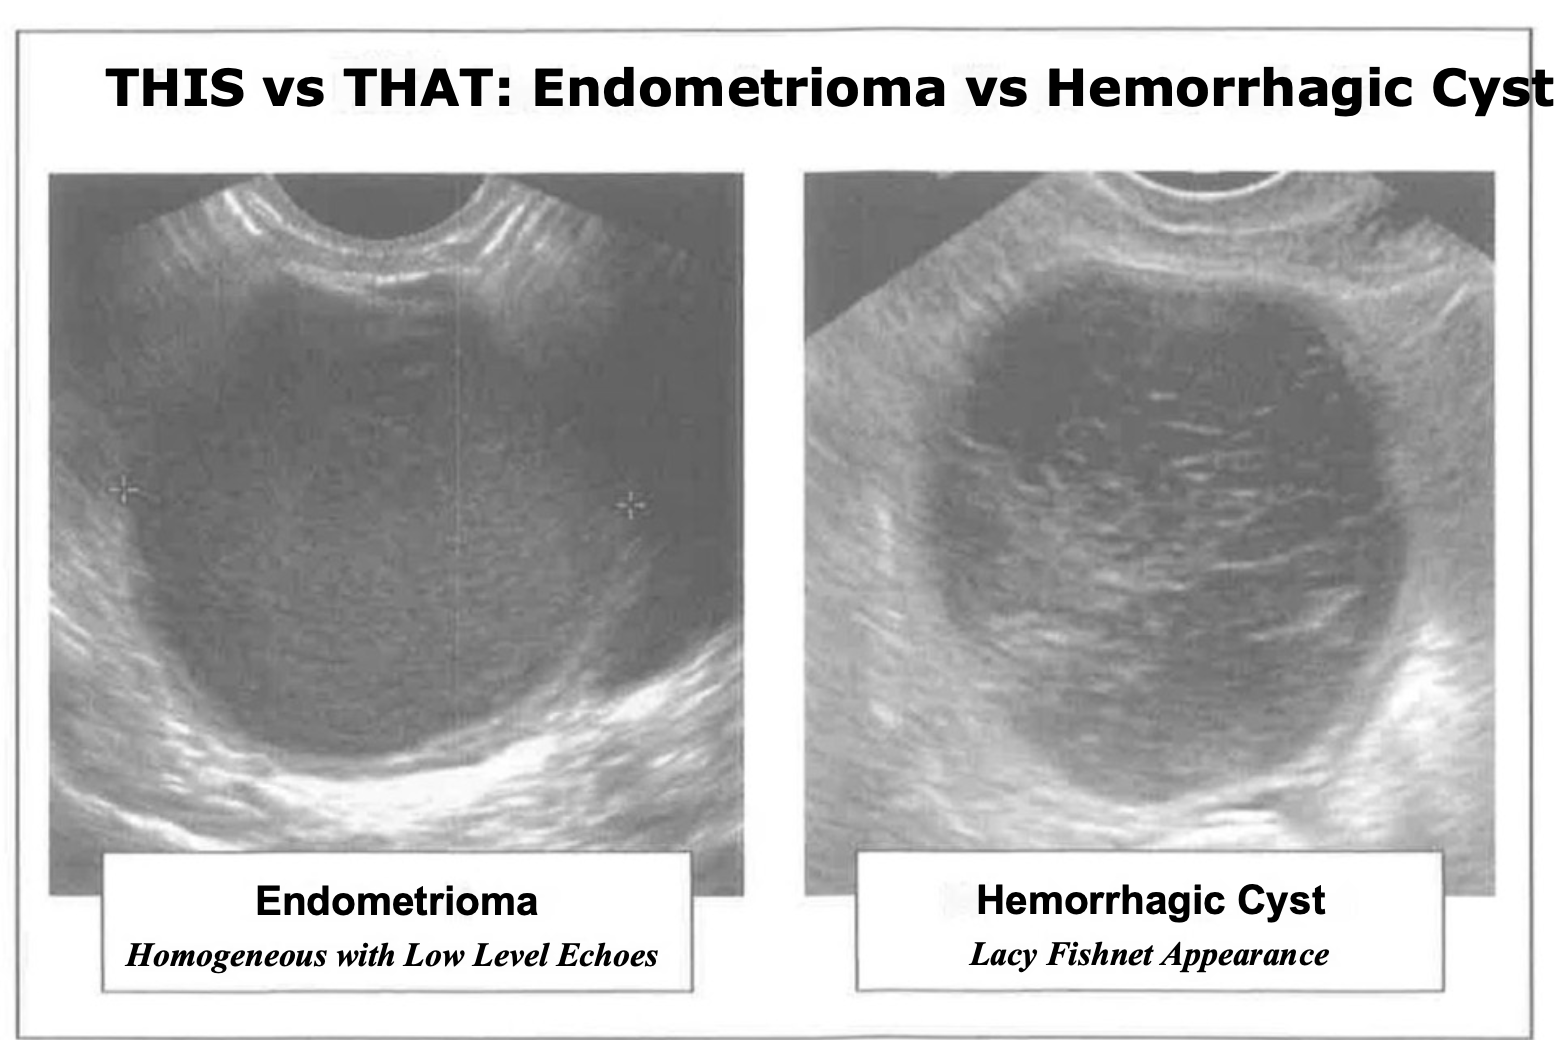 THIS vs THAT: Endometrioma vs Hemorrhagic Cyst
Endometrioma
Homogeneous with Low Level Echoes
Hemorrhagic Cyst
Lacy Fishnet Appearance